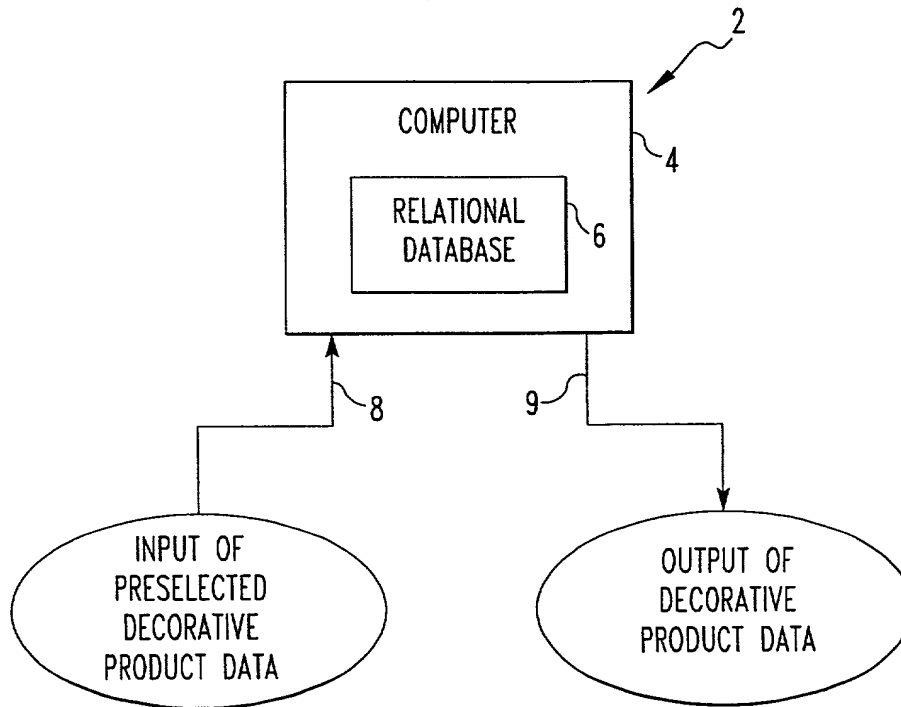 2
COMPUTER
4
RELATIONAL
DATABASE
6
8
9
INPUT OF
PRESELECTED
DECORATIVE
PRODUCT DATA
OUTPUT OF
DECORATIVE
PRODUCT DATA